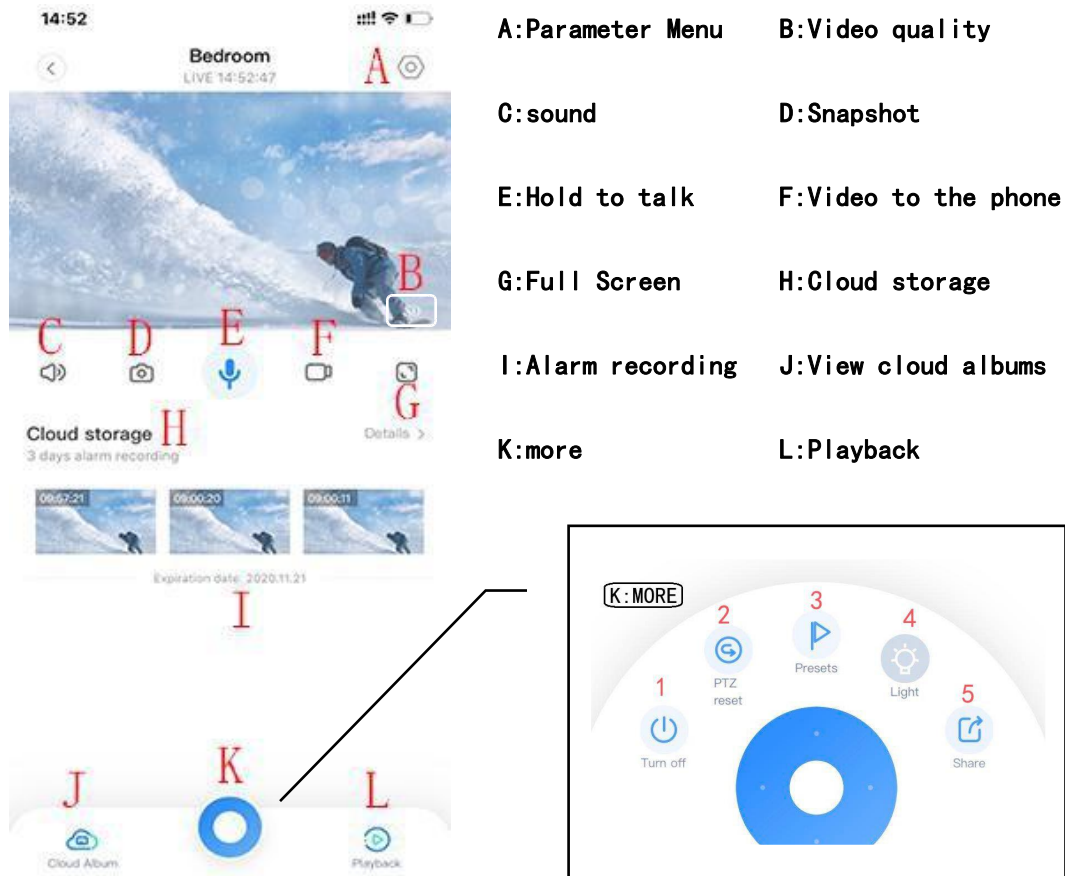 14:52
Bedroom
LIVE 14:52:47
A
B
C
D
E
F
G
Cloud storage
H
Details >
3 days alarm recording
09:57:21
09:00:20
09:00:11
Expiration date: 2020.11.21
I
J
K
L
Cloud Album
Playback
A:Parameter Menu B:Video quality
C:sound D:Snapshot
E:Hold to talk F:Video to the phone
G:Full Screen H:Cloud storage
I:Alarm recording J:View cloud albums
K:more L:Playback
K:MORE
1
Turn off
2
PTZ
reset
3
Presets
4
Light
5
Share